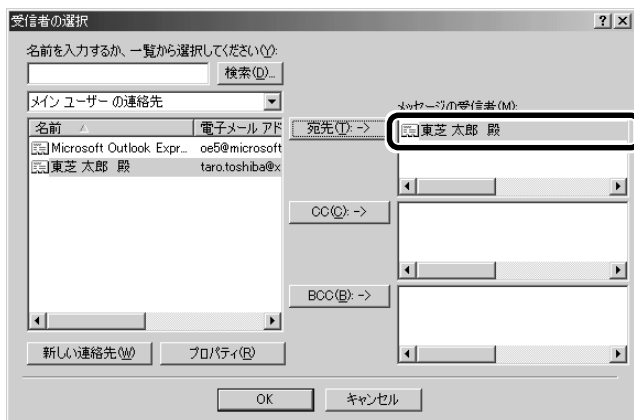 受信者の選択
名前を入力するか、一覧から選択してください(Y):
検索(D)...
メイン ユーザー の連絡先
メッセージの受信者(M):
名前 電子メール アド
宛先(T): ->
東芝 太郎 殿
Microsoft Outlook Expr... oe5@microsoft
東芝 太郎 殿 taro.toshiba@x
CC(C): ->
BCC(B): ->
新しい連絡先(W) プロパティ(R)
OK キャンセル